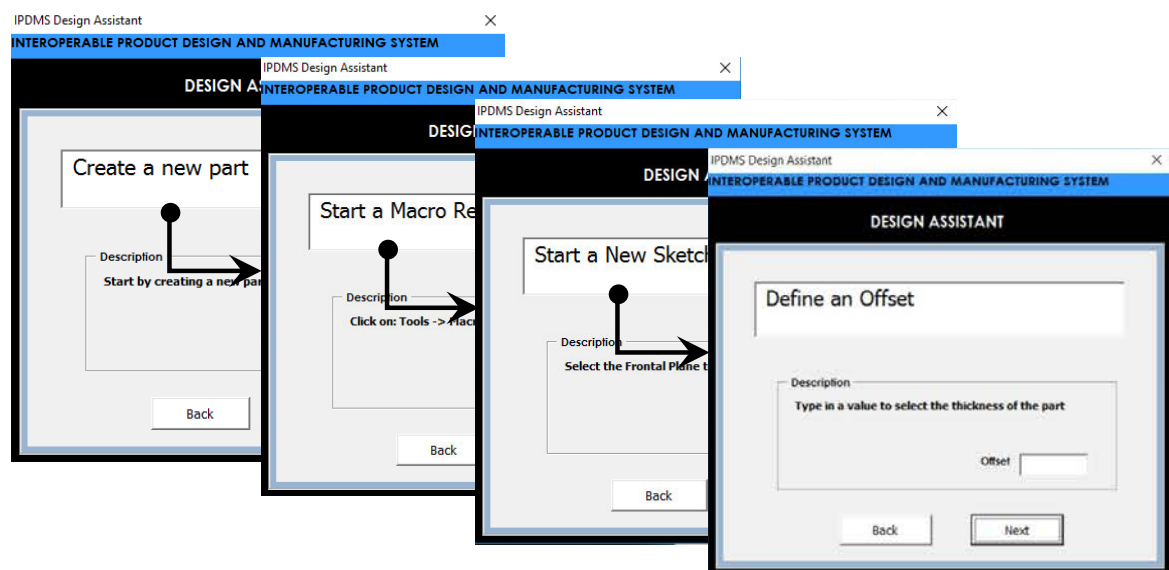 IPDMS Design Assistant
INTEROPERABLE PRODUCT DESIGN AND MANUFACTURING SYSTEM
DESIGN A
Create a new part
Description
Start by creating a new par
Back
IPDMS Design Assistant
INTEROPERABLE PRODUCT DESIGN AND MANUFACTURING SYSTEM
DESIG
Start a Macro Re
Description
Click on: Tools -> Macr
Back
IPDMS Design Assistant
INTEROPERABLE PRODUCT DESIGN AND MANUFACTURING SYSTEM
DESIGN
Start a New Sketch
Description
Select the Frontal Plane t
Back
IPDMS Design Assistant
INTEROPERABLE PRODUCT DESIGN AND MANUFACTURING SYSTEM
DESIGN ASSISTANT
Define an Offset
Description
Type in a value to select the thickness of the part
Offset
Back
Next